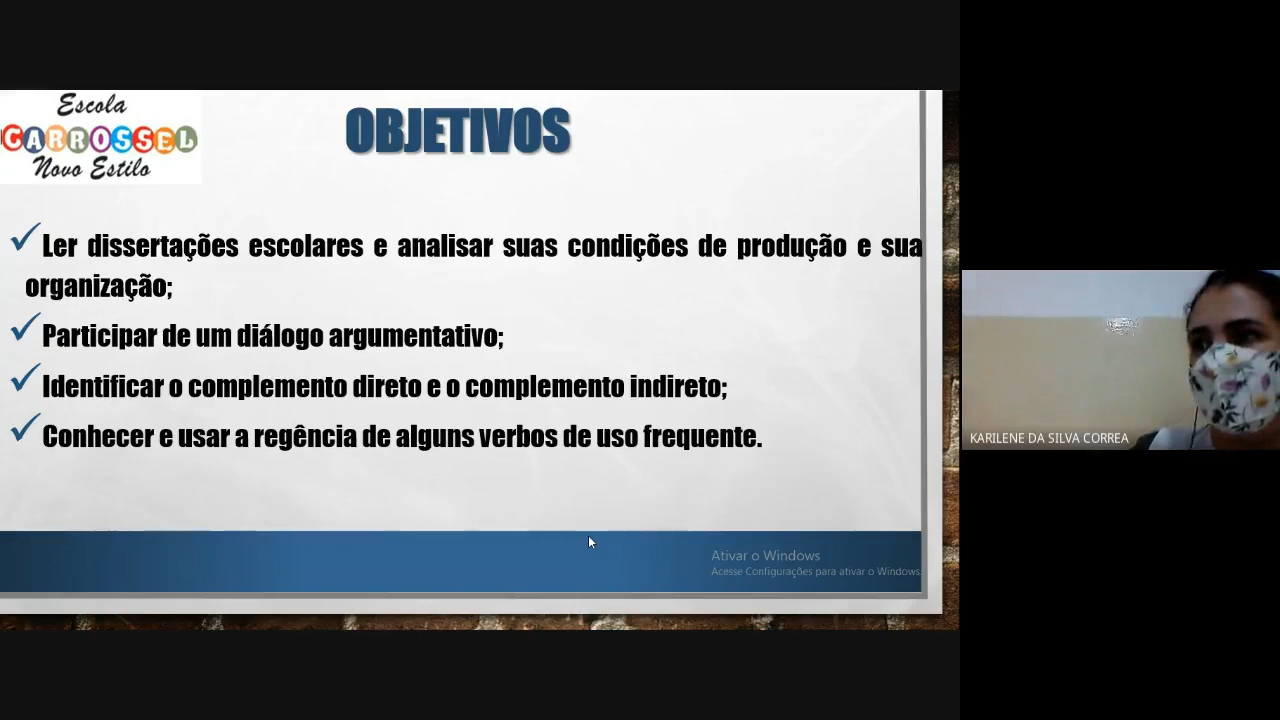 Escola
CARROSSEL
Novo Estilo
OBJETIVOS
Ler dissertações escolares e analisar suas condições de produção e sua
organização;
Participar de um diálogo argumentativo;
Identificar o complemento direto e o complemento indireto;
Conhecer e usar a regência de alguns verbos de uso frequente.
Ativar o Windows
Acesse Configurações para ativar o Windows.
KARILENE DA SILVA CORREA